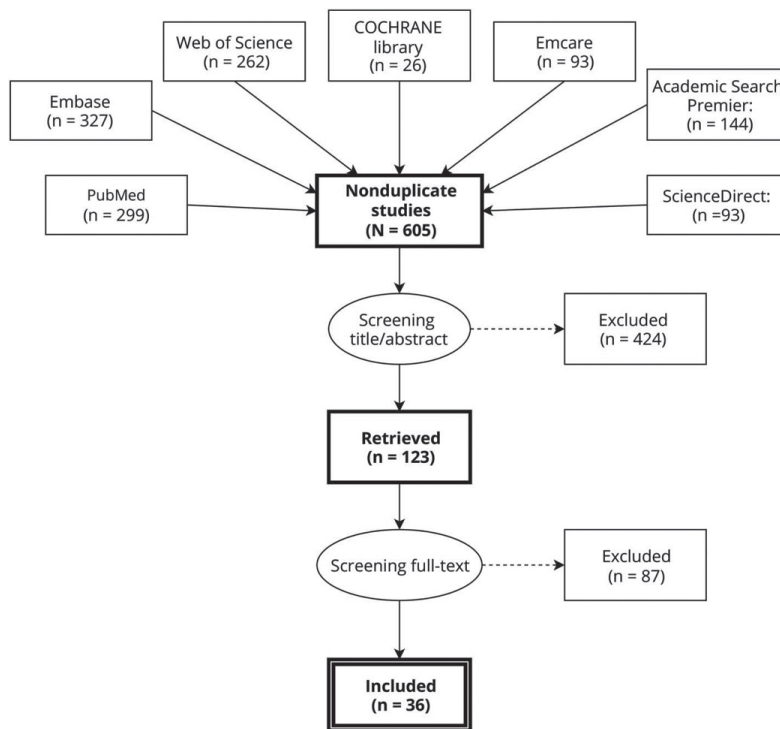 Web of Science
(n = 262)
COCHRANE
library
(n = 26)
Emcare
(n = 93)
Embase
(n = 327)
Academic Search
Premier:
(n = 144)
PubMed
(n = 299)
Nonduplicate
studies
(N = 605)
ScienceDirect:
(n =93)
Screening
title/abstract
Excluded
(n = 424)
Retrieved
(n = 123)
Screening full-text
Excluded
(n = 87)
Included
(n = 36)